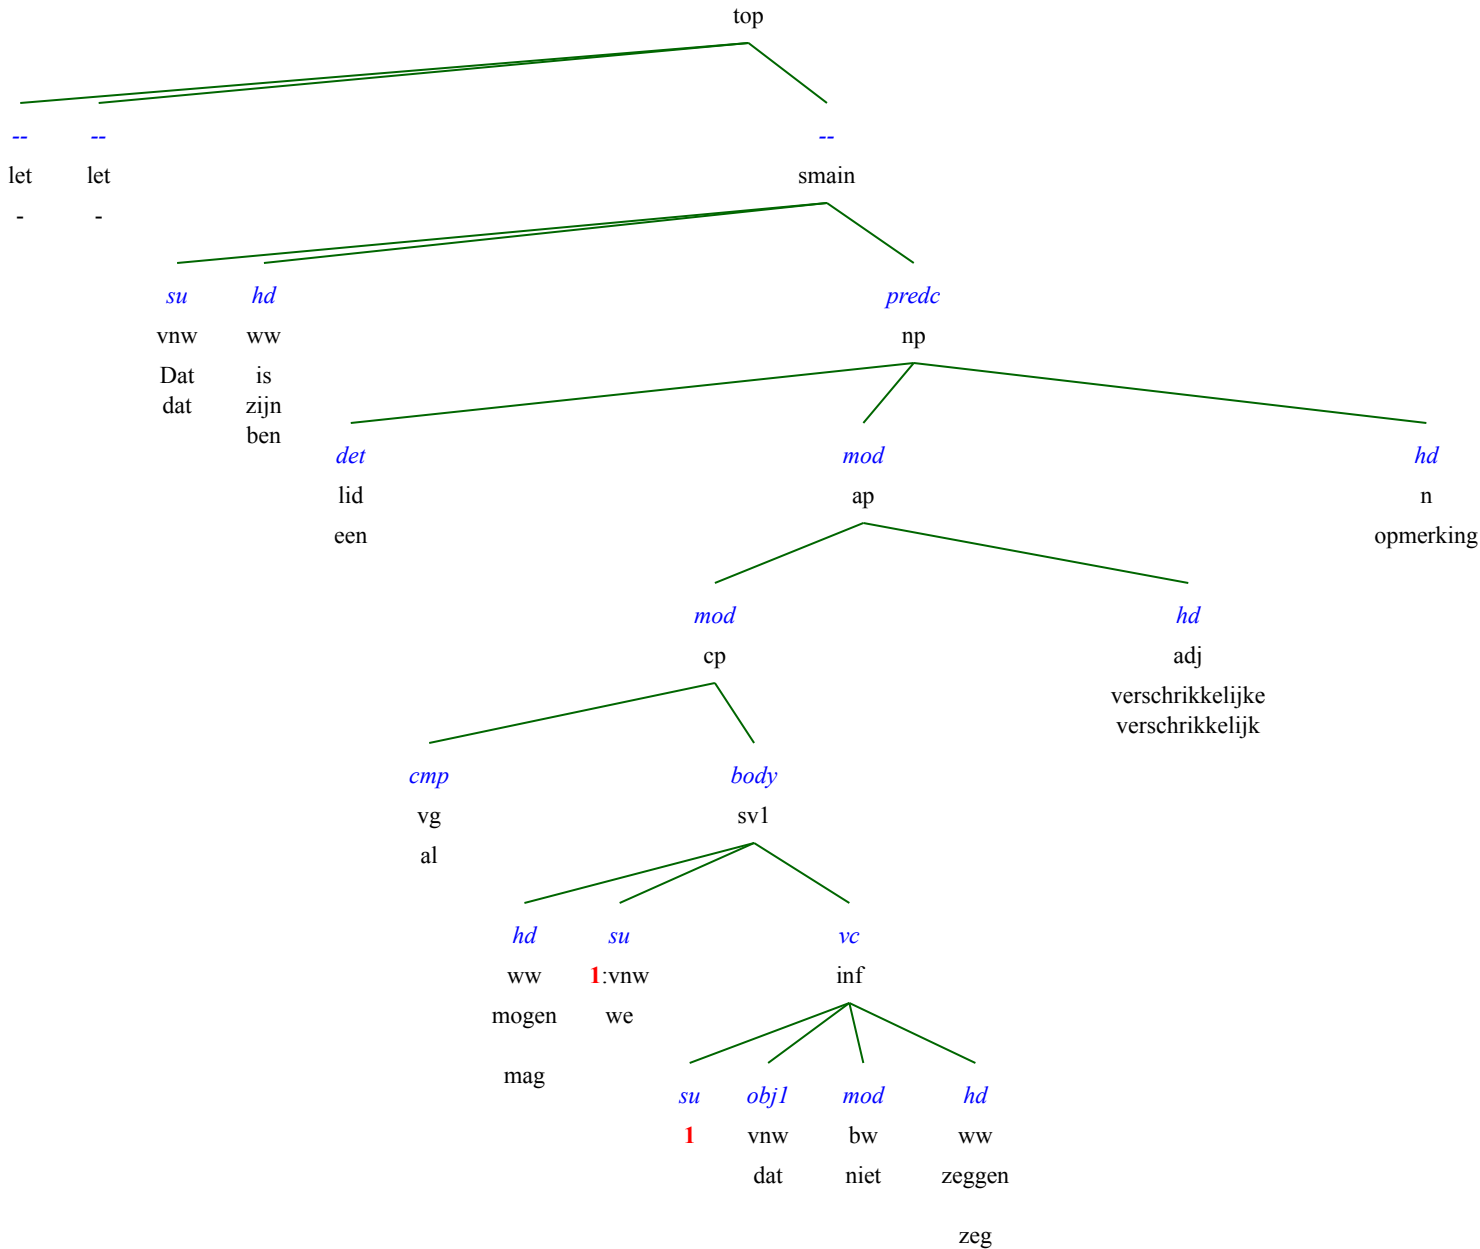 top
-- -- --
let let smain
- -
su hd predc
vnw ww np
Dat is
dat zijn
ben
det mod hd
lid ap n
een opmerking
mod hd
cp adj
verschrikkelijke
verschrikkelijk
cmp body
vg sv1
al
hd su vc
ww 1:vnw inf
mogen we
mag
su obj1 mod hd
1 vnw bw ww
dat niet zeggen
zeg